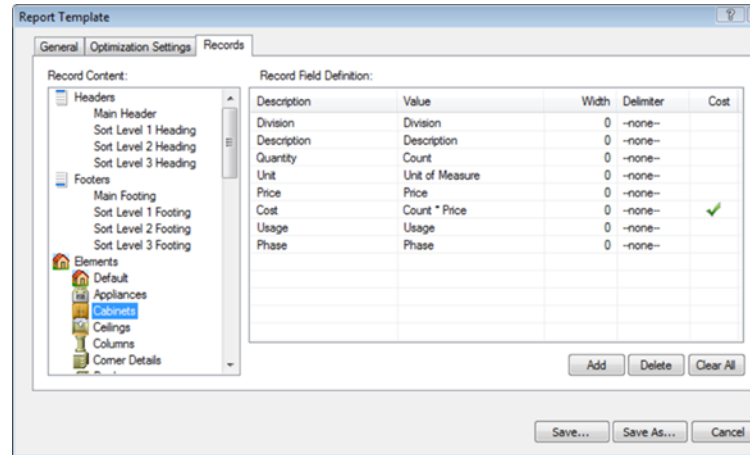 Report Template
General Optimization Settings Records
Record Content:
Headers
Main Header
Sort Level 1 Heading
Sort Level 2 Heading
Sort Level 3 Heading
Footers
Main Footing
Sort Level 1 Footing
Sort Level 2 Footing
Sort Level 3 Footing
Elements
Default
Appliances
Cabinets
Ceilings
Columns
Corner Details
Record Field Definition:
Description Value Width Delimiter Cost
Division Division 0 --none--
Description Description 0 --none--
Quantity Count 0 --none--
Unit Unit of Measure 0 --none--
Price Price 0 --none--
Cost Count * Price 0 --none--
Usage Usage 0 --none--
Phase Phase 0 --none--
Add Delete Clear All
Save... Save As... Cancel